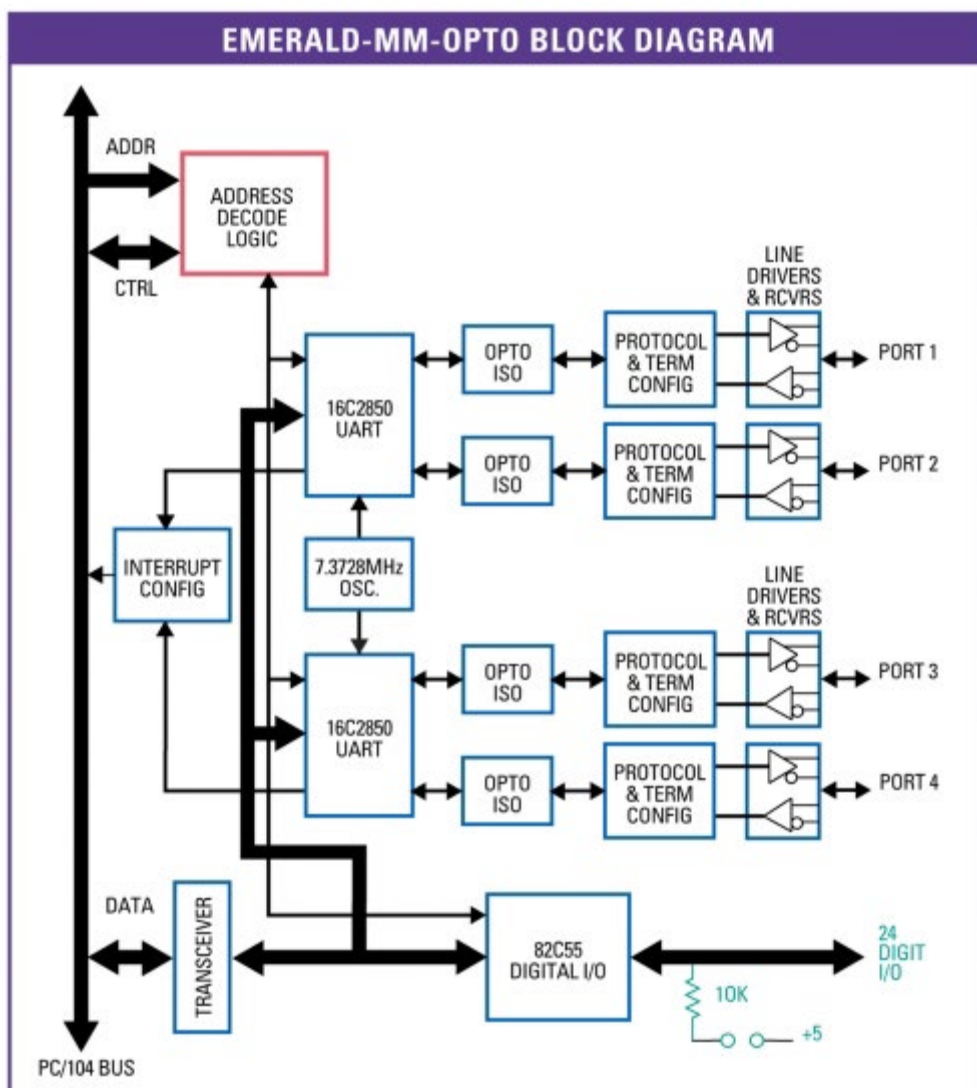 EMERALD-MM-OPTO BLOCK DIAGRAM
ADDR
ADDRESS
DECODE
LOGIC
CTRL
LINE
DRIVERS
& RCVRS
16C2850
UART
OPTO
ISO
PROTOCOL
& TERM
CONFIG
PORT 1
OPTO
ISO
PROTOCOL
& TERM
CONFIG
PORT 2
INTERRUPT
CONFIG
7.3728MHz
OSC.
LINE
DRIVERS
& RCVRS
16C2850
UART
OPTO
ISO
PROTOCOL
& TERM
CONFIG
PORT 3
OPTO
ISO
PROTOCOL
& TERM
CONFIG
PORT 4
DATA
TRANSCEIVER
82C55
DIGITAL I/O
24
DIGIT
I/O
10K
+5
PC/104 BUS